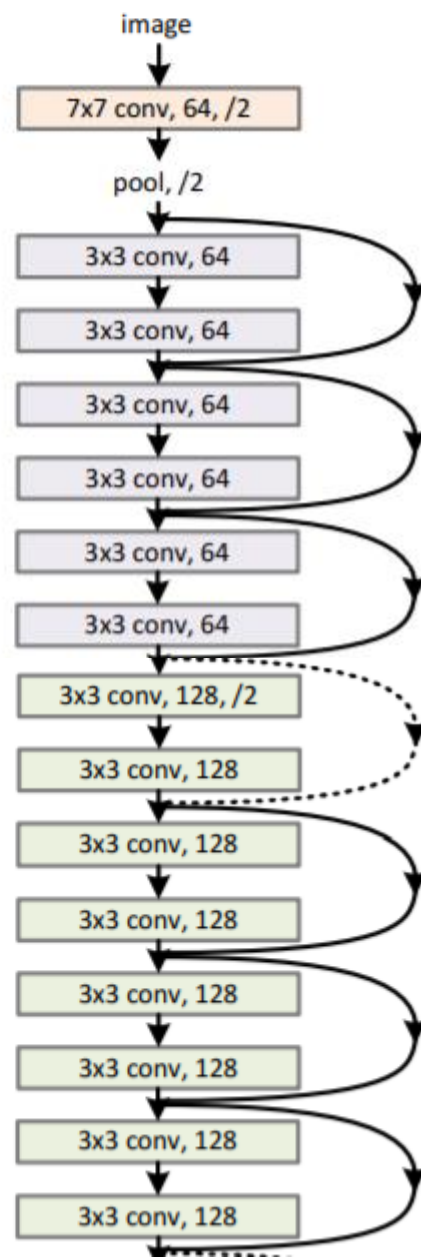 image
7x7 conv, 64, /2
pool, /2
3x3 conv, 64
3x3 conv, 64
3x3 conv, 64
3x3 conv, 64
3x3 conv, 64
3x3 conv, 64
3x3 conv, 128, /2
3x3 conv, 128
3x3 conv, 128
3x3 conv, 128
3x3 conv, 128
3x3 conv, 128
3x3 conv, 128
3x3 conv, 128